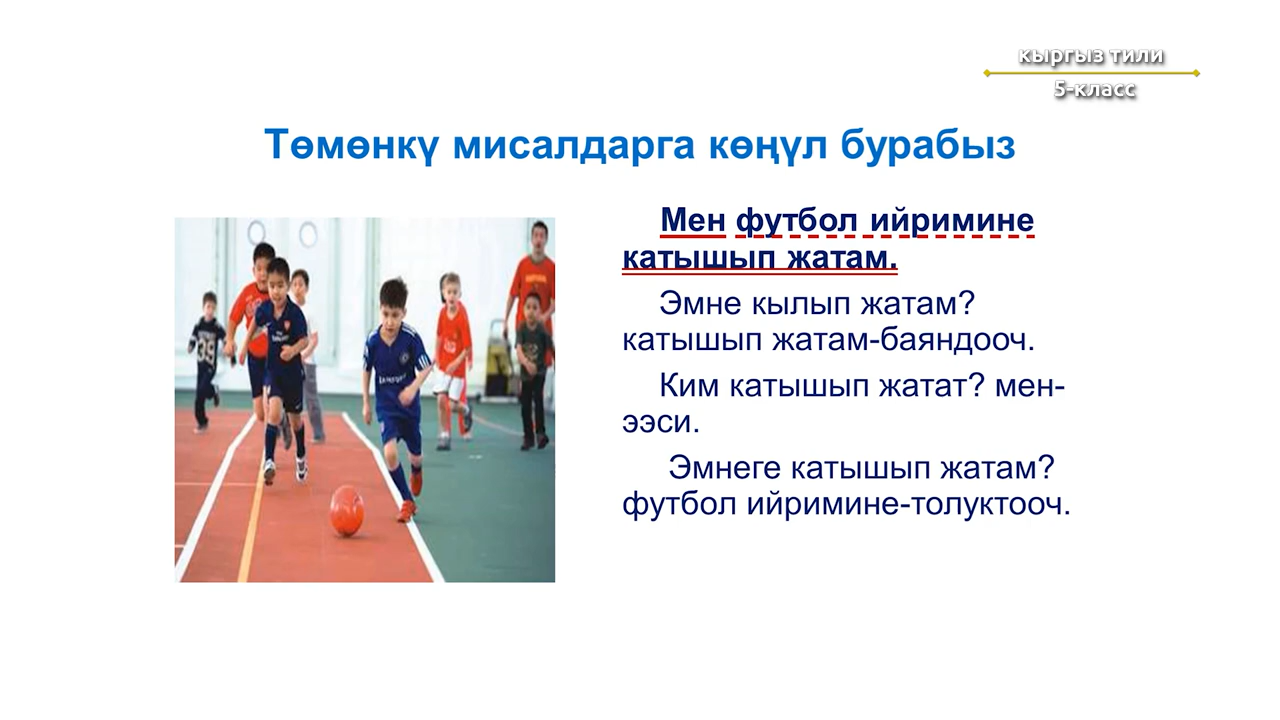 кыргыз тили
5-класс
Төмөнкү мисалдарга көңүл бурабыз
Мен футбол ийримине
катышып жатам.
Эмне кылып жатам?
катышып жатам-баяндооч.
Ким катышып жатат? мен-
ээси.
Эмнеге катышып жатам?
футбол ийримине-толуктооч.
39